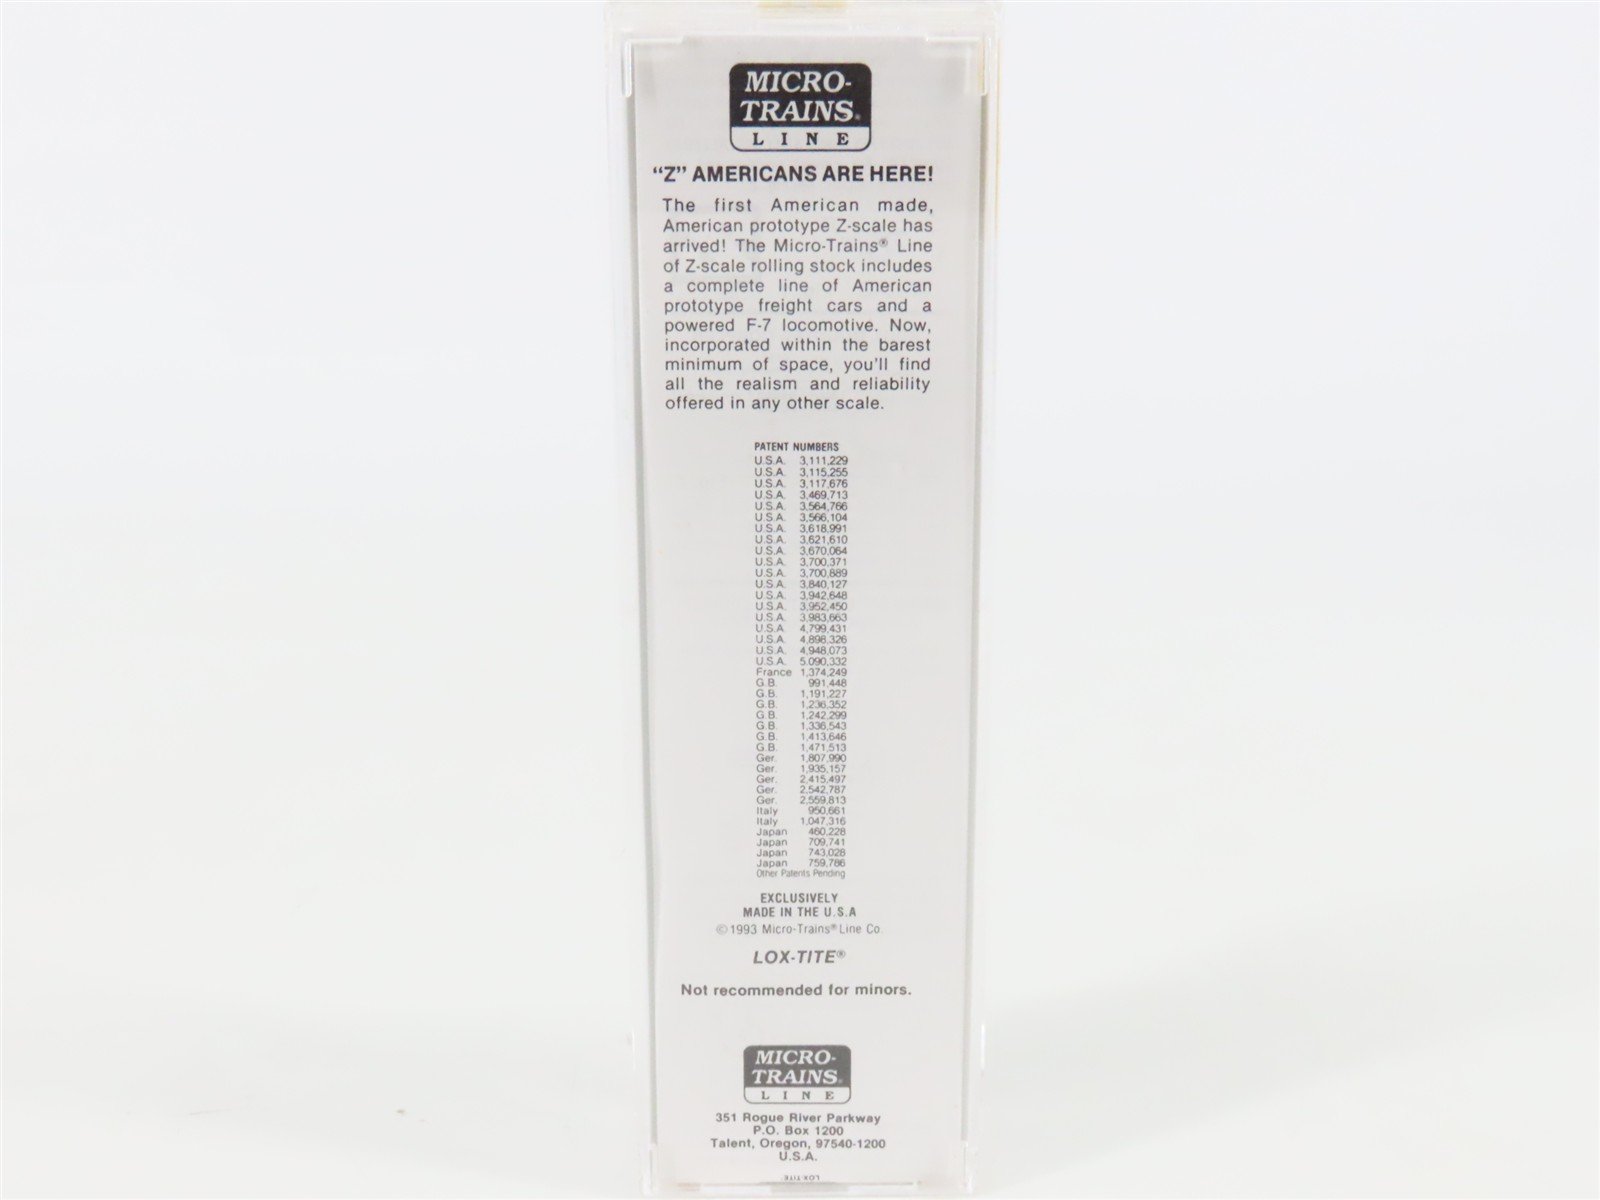 MICRO-
TRAINS®
LINE
“Z” AMERICANS ARE HERE!
The first American made,
American prototype Z-scale has
arrived! The Micro-Trains® Line
of Z-scale rolling stock includes
a complete line of American
prototype freight cars and a
powered F-7 locomotive. Now,
incorporated within the barest
minimum of space, you'll find
all the realism and reliability
offered in any other scale.
PATENT NUMBERS
U.S.A. 3,111,229
U.S.A. 3,115,255
U.S.A. 3,117,676
U.S.A. 3,469,713
U.S.A. 3,564,766
U.S.A. 3,566,104
U.S.A. 3,618,991
U.S.A. 3,621,610
U.S.A. 3,670,064
U.S.A. 3,700,371
U.S.A. 3,700,889
U.S.A. 3,840,127
U.S.A. 3,942,648
U.S.A. 3,952,450
U.S.A. 3,983,663
U.S.A. 4,799,431
U.S.A. 4,898,326
U.S.A. 4,948,073
U.S.A. 5,090,332
France 1,374,249
G.B. 991,448
G.B. 1,191,227
G.B. 1,236,352
G.B. 1,242,299
G.B. 1,336,543
G.B. 1,413,646
G.B. 1,471,513
Ger. 1,807,990
Ger. 1,935,157
Ger. 2,415,497
Ger. 2,542,787
Ger. 2,559,813
Italy 950,661
Italy 1,047,316
Japan 460,228
Japan 709,741
Japan 743,028
Japan 759,786
Other Patents Pending
EXCLUSIVELY
MADE IN THE U.S.A
© 1993 Micro-Trains® Line Co.
LOX-TITE®
Not recommended for minors.
MICRO-
TRAINS®
LINE
351 Rogue River Parkway
P.O. Box 1200
Talent, Oregon, 97540-1200
U.S.A.
LOX-TITE®